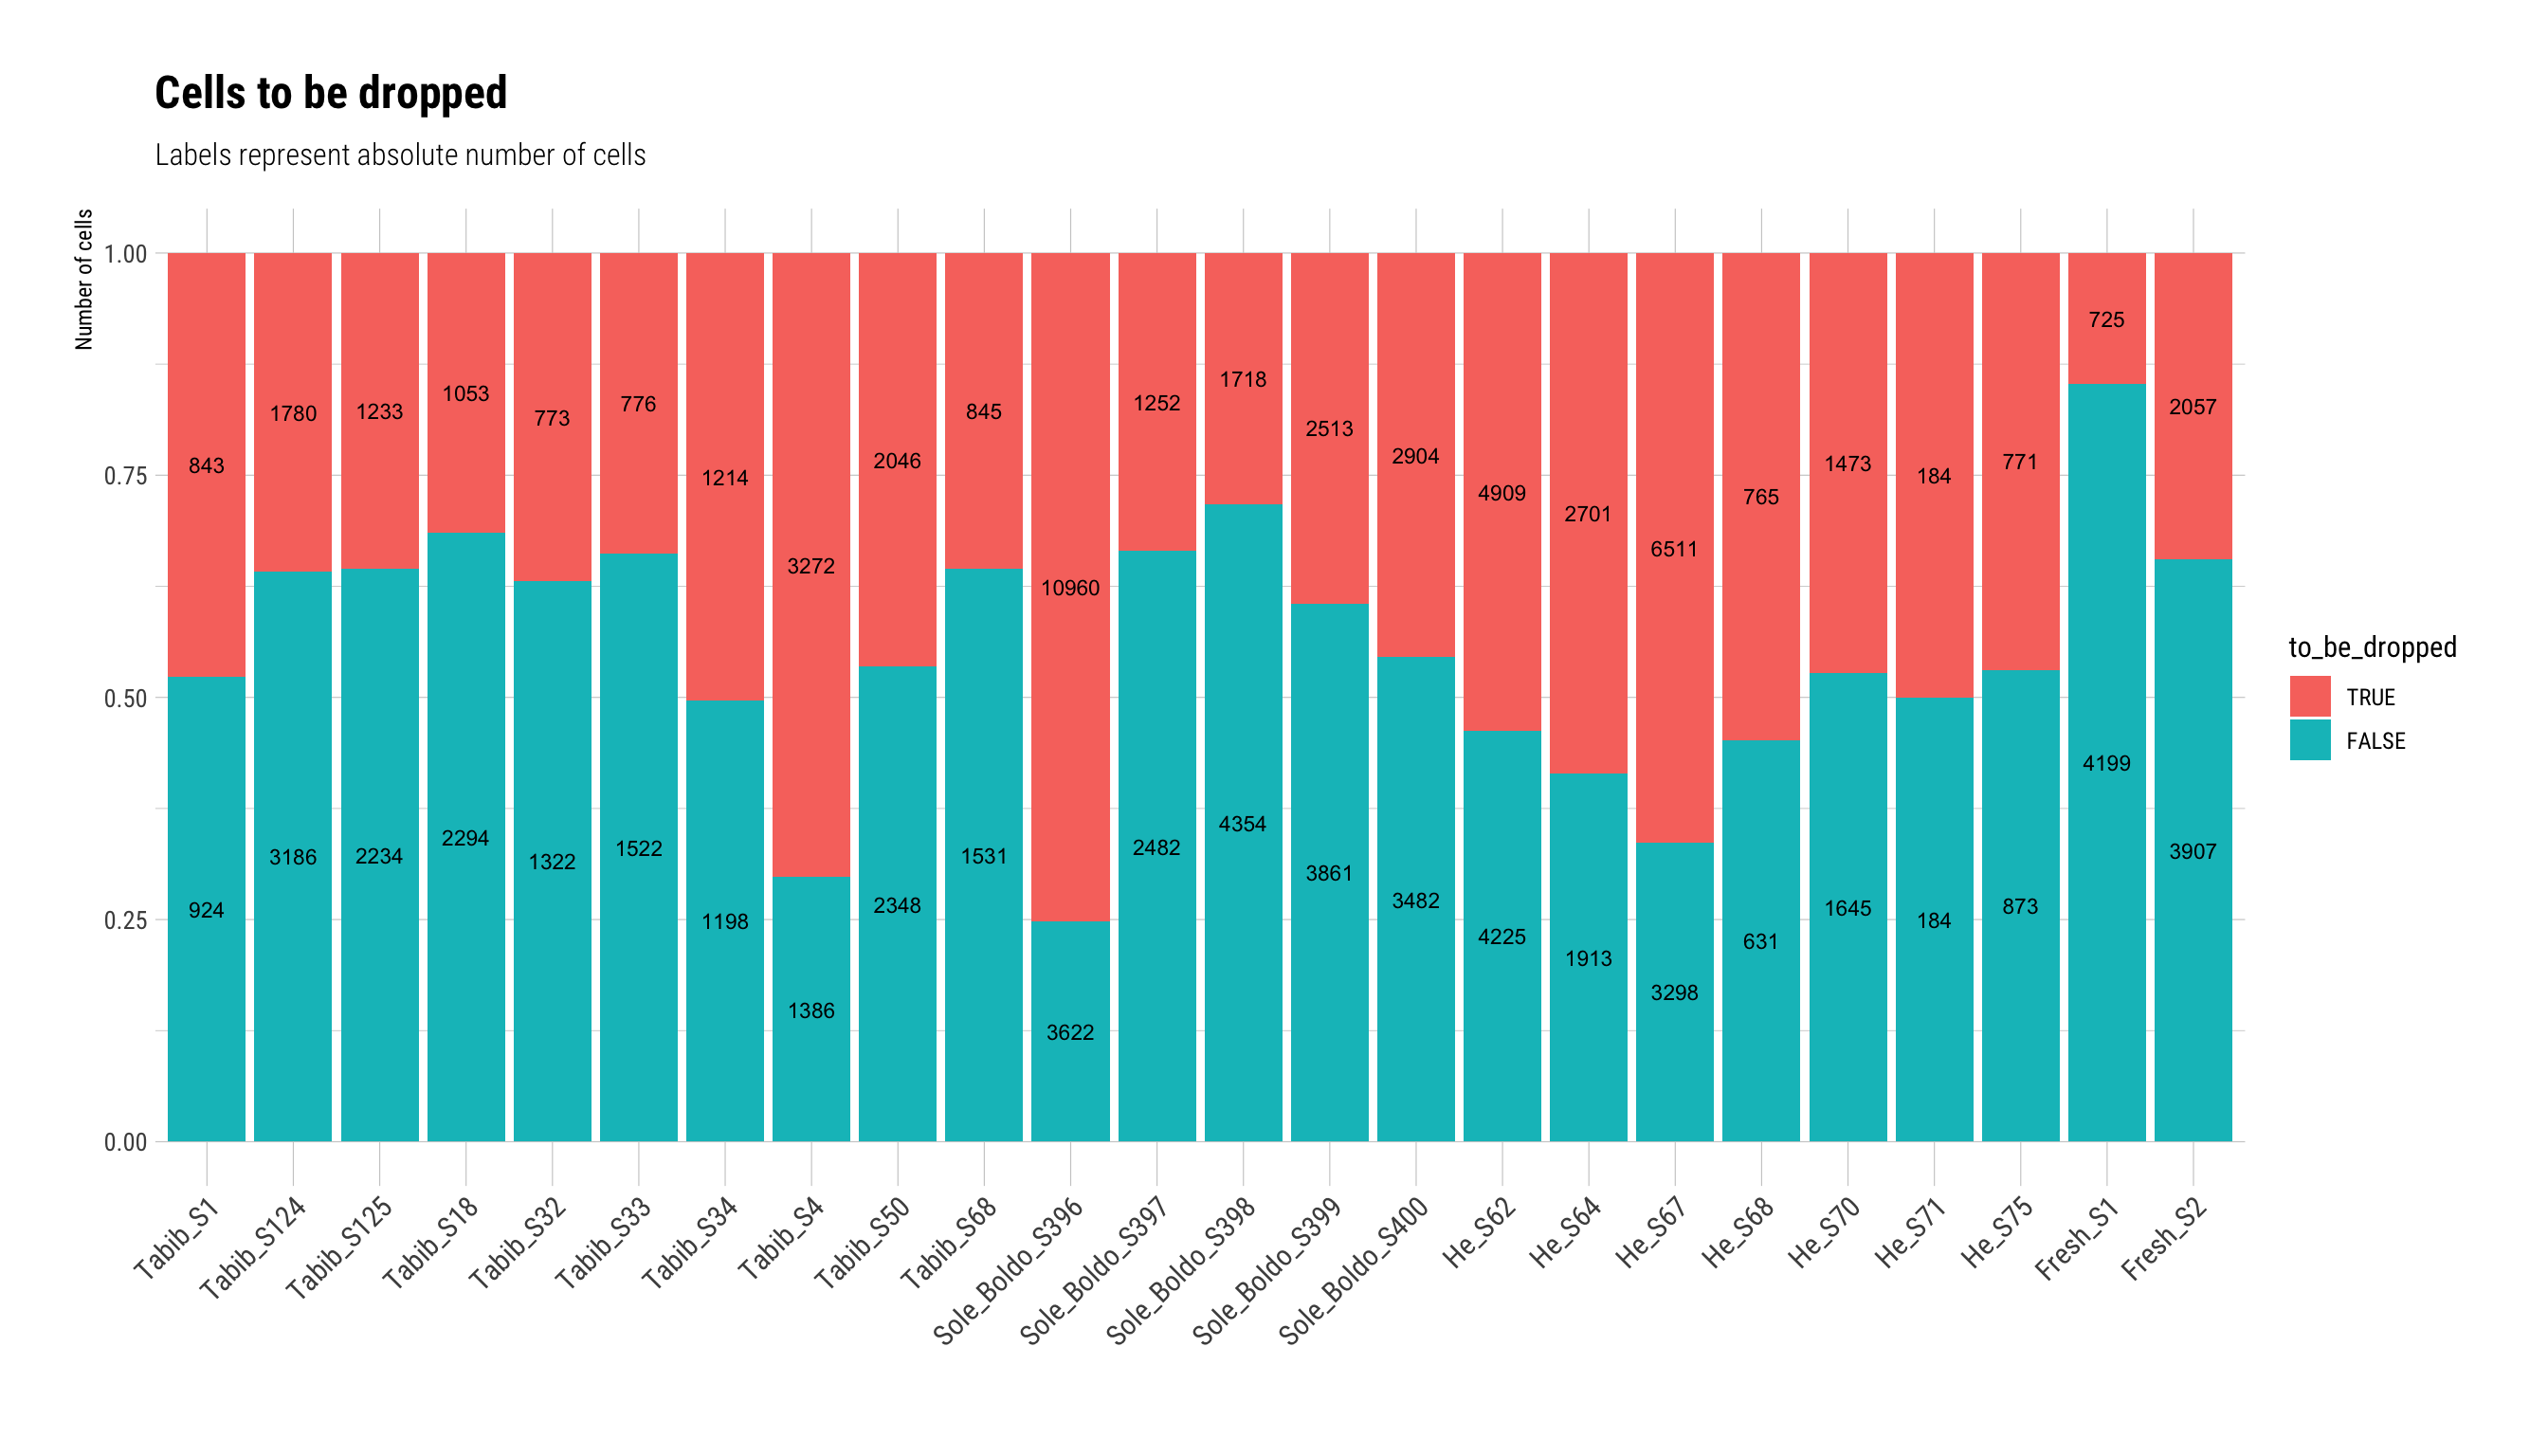 Cells to be dropped
Labels represent absolute number of cells
Number of cells
1.00
0.75
0.50
0.25
0.00
843
1780
1233
1053
773
776
1214
3272
2046
845
10960
1252
1718
2513
2904
4909
2701
6511
765
1473
184
771
725
2057
924
3186
2234
2294
1322
1522
1198
1386
2348
1531
3622
2482
4354
3861
3482
4225
1913
3298
631
1645
184
873
4199
3907
Tabib_S1
Tabib_S124
Tabib_S125
Tabib_S18
Tabib_S32
Tabib_S33
Tabib_S34
Tabib_S4
Tabib_S50
Tabib_S68
Sole_Boldo_S396
Sole_Boldo_S397
Sole_Boldo_S398
Sole_Boldo_S399
Sole_Boldo_S400
He_S62
He_S64
He_S67
He_S68
He_S70
He_S71
He_S75
Fresh_S1
Fresh_S2
to_be_dropped
TRUE
FALSE